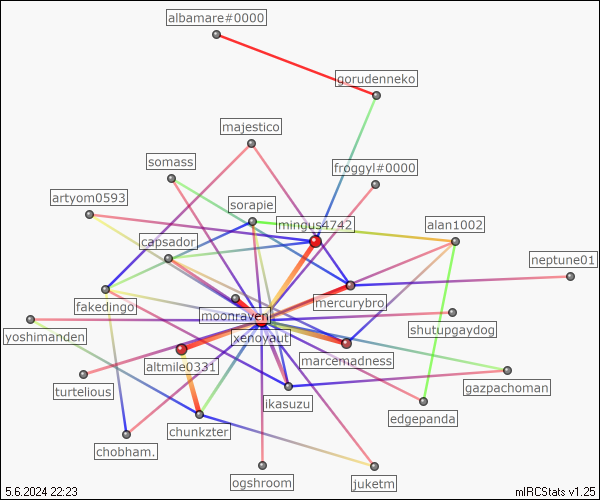 albamare#0000
gorudenneko
majestico
somass
froggyl#0000
artyom0593
sorapie
mingus4742
alan1002
capsador
neptune01
fakedingo
moonraven
mercurybro
shutupgaydog
yoshimanden
xenoyaut
altmile0331
marcemadness
turtelious
gazpachoman
ikasuzu
edgepanda
chunkzter
chobham.
ogshroom
juketm
5.6.2024 22:23
mIRCStats v1.25